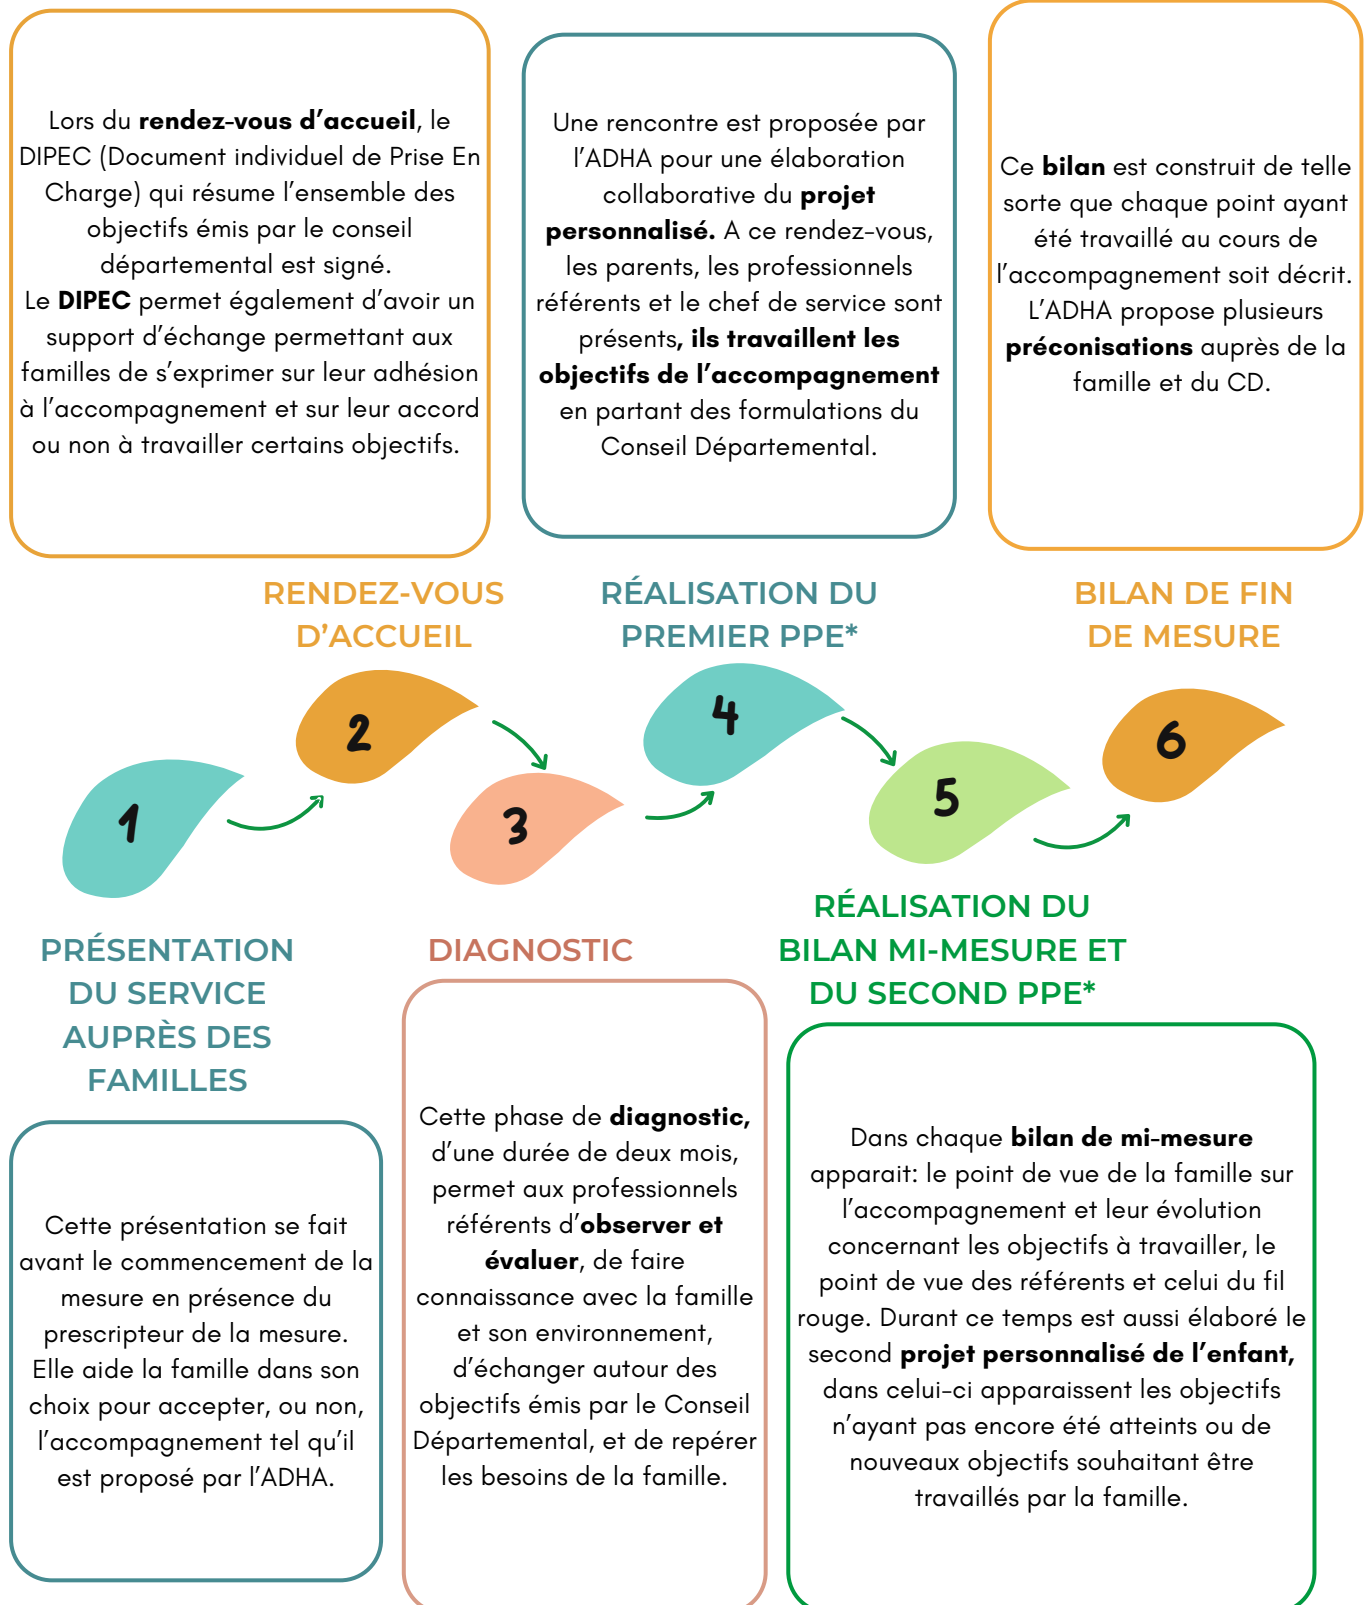 Lors du rendez-vous d’accueil, le
DIPEC (Document individuel de Prise En
Charge) qui résume l’ensemble des
objectifs émis par le conseil
départemental est signé.
Le DIPEC permet également d’avoir un
support d’échange permettant aux
familles de s’exprimer sur leur adhésion
à l’accompagnement et sur leur accord
ou non à travailler certains objectifs.
Une rencontre est proposée par
l’ADHA pour une élaboration
collaborative du projet
personnalisé. A ce rendez-vous,
les parents, les professionnels
référents et le chef de service sont
présents, ils travaillent les
objectifs de l’accompagnement
en partant des formulations du
Conseil Départemental.
Ce bilan est construit de telle
sorte que chaque point ayant
été travaillé au cours de
l’accompagnement soit décrit.
L’ADHA propose plusieurs
préconisations auprès de la
famille et du CD.
RENDEZ-VOUS
D’ACCUEIL
RÉALISATION DU
PREMIER PPE*
BILAN DE FIN
DE MESURE
1
2
3
4
5
6
PRÉSENTATION
DU SERVICE
AUPRÈS DES
FAMILLES
DIAGNOSTIC
RÉALISATION DU
BILAN MI-MESURE ET
DU SECOND PPE*
Cette présentation se fait
avant le commencement de la
mesure en présence du
prescripteur de la mesure.
Elle aide la famille dans son
choix pour accepter, ou non,
l’accompagnement tel qu’il
est proposé par l’ADHA.
Cette phase de diagnostic,
d’une durée de deux mois,
permet aux professionnels
référents d’observer et
évaluer, de faire
connaissance avec la famille
et son environnement,
d’échanger autour des
objectifs émis par le Conseil
Départemental, et de repérer
les besoins de la famille.
Dans chaque bilan de mi-mesure
apparait: le point de vue de la famille sur
l’accompagnement et leur évolution
concernant les objectifs à travailler, le
point de vue des référents et celui du fil
rouge. Durant ce temps est aussi élaboré le
second projet personnalisé de l’enfant,
dans celui-ci apparaissent les objectifs
n’ayant pas encore été atteints ou de
nouveaux objectifs souhaitant être
travaillés par la famille.